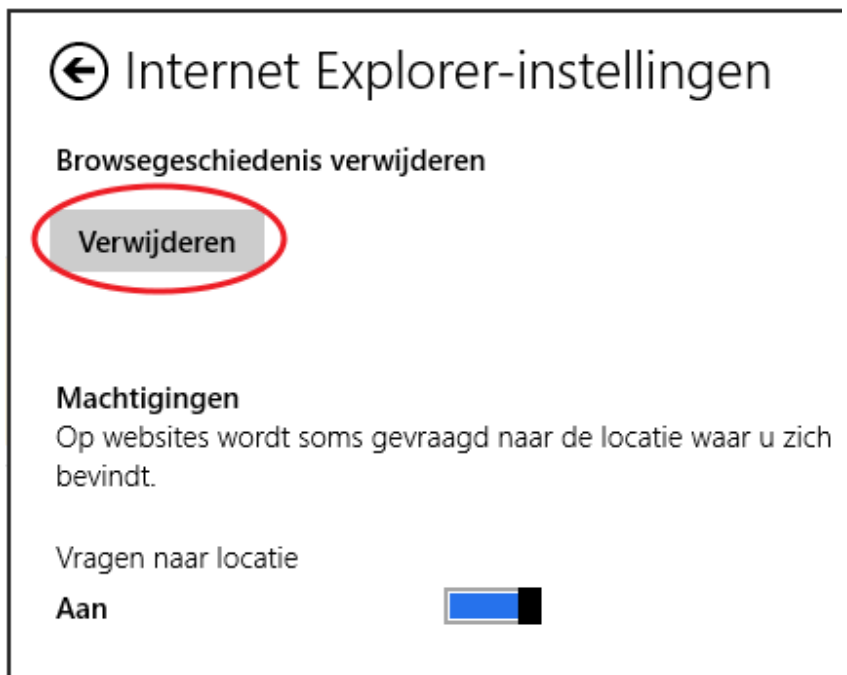 Internet Explorer-instellingen
Browsegeschiedenis verwijderen
Verwijderen
Machtigingen
Op websites wordt soms gevraagd naar de locatie waar u zich
bevindt.
Vragen naar locatie
Aan